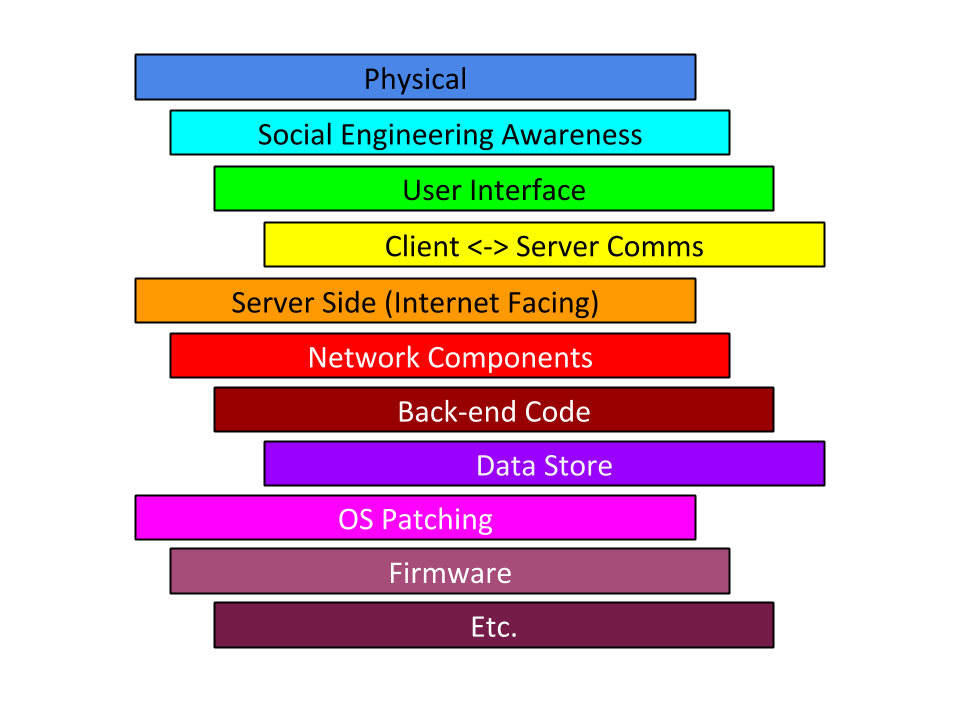 Physical
Social Engineering Awareness
User Interface
Client <-> Server Comms
Server Side (Internet Facing)
Network Components
Back-end Code
Data Store
OS Patching
Firmware
Etc.